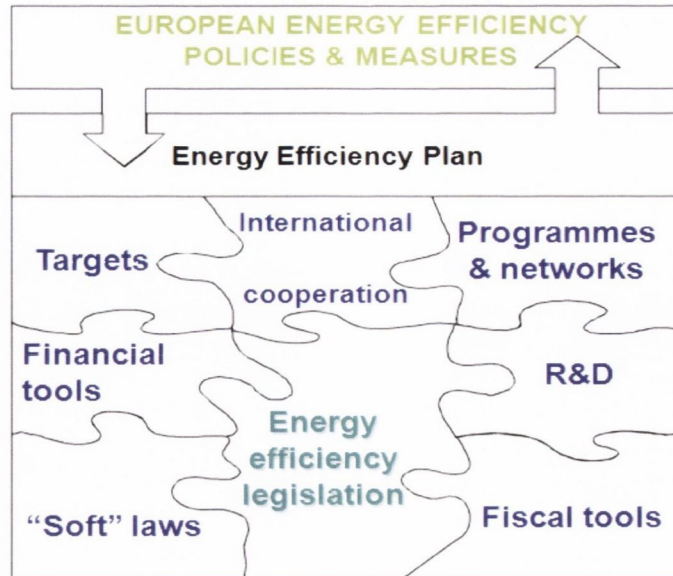 EUROPEAN ENERGY EFFICIENCY
POLICIES & MEASURES
Energy Efficiency Plan
Targets
International
cooperation
Programmes
& networks
Financial
tools
R&D
Energy
efficiency
legislation
“Soft” laws
Fiscal tools